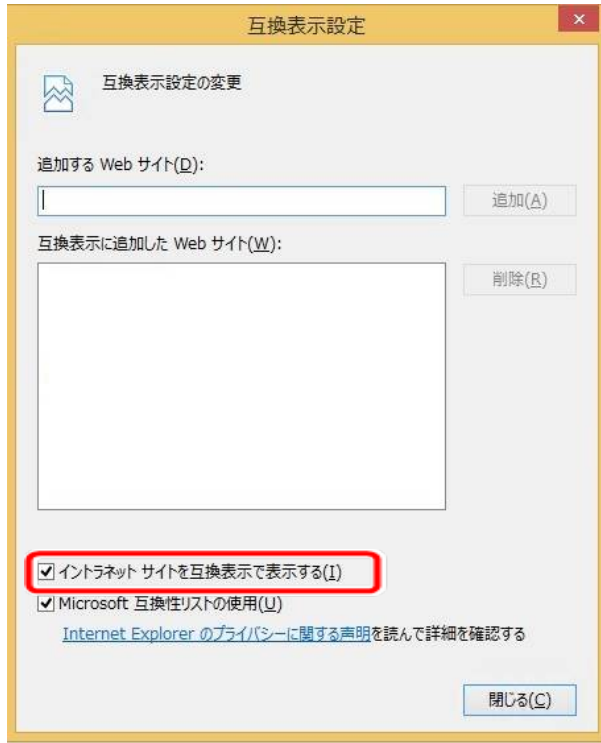 互換表示設定
互換表示設定の変更
追加する Web サイト(D):
追加(A)
互換表示に追加した Web サイト(W):
削除(R)
イントラネット サイトを互換表示で表示する(I)
Microsoft 互換性リストの使用(U)
Internet Explorer のプライバシーに関する声明を読んで詳細を確認する
閉じる(C)